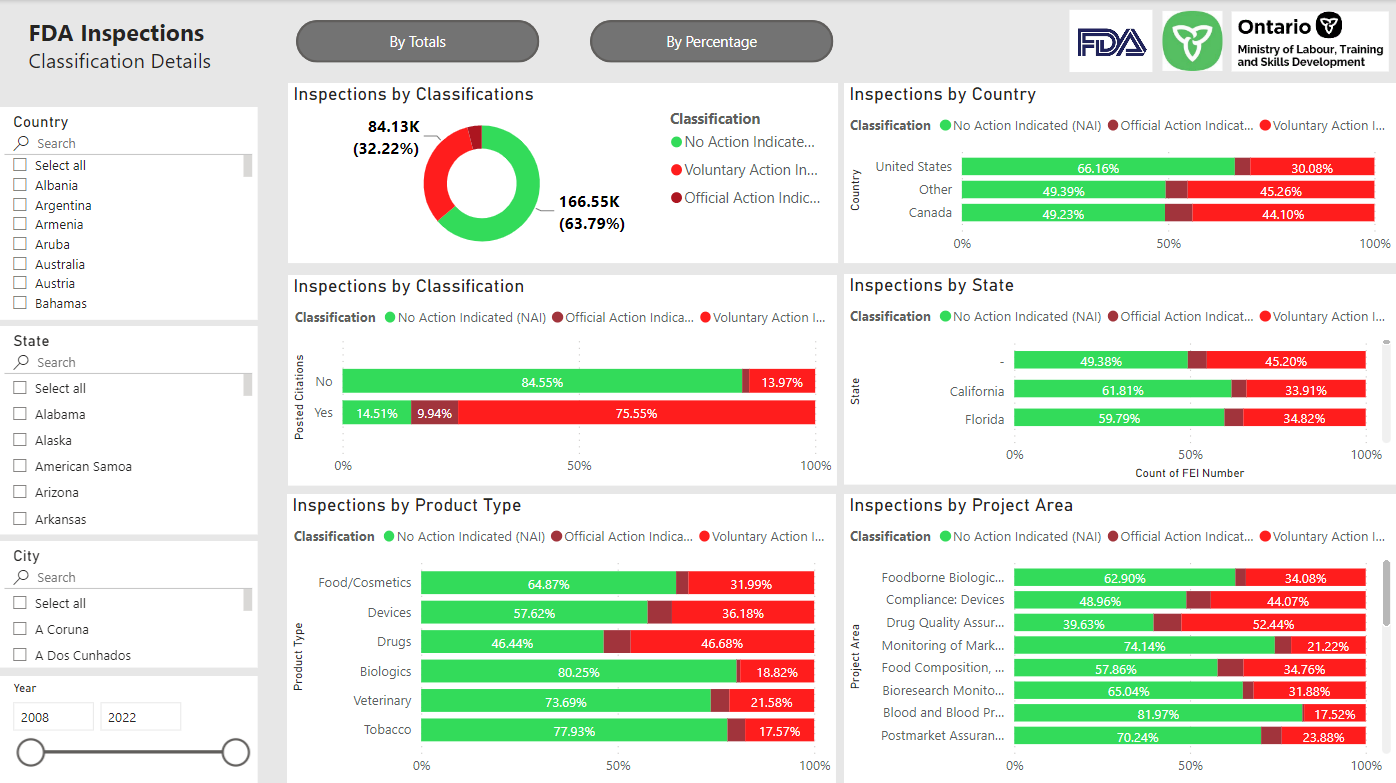 FDA Inspections
Classification Details
By Totals
By Percentage
FDA
Ontario
Ministry of Labour, Training
and Skills Development
Country
Search
Select all
Albania
Argentina
Armenia
Aruba
Australia
Austria
Bahamas
State
Search
Select all
Alabama
Alaska
American Samoa
Arizona
Arkansas
City
Search
Select all
A Coruna
A Dos Cunhados
Year
2008
2022
Inspections by Classifications
84.13K
(32.22%)
166.55K
(63.79%)
Classification
No Action Indicate...
Voluntary Action In...
Official Action Indic...
Inspections by Country
Classification No Action Indicated (NAI) Official Action Indicat... Voluntary Action I...
Country
United States 66.16% 30.08%
Other 49.39% 45.26%
Canada 49.23% 44.10%
0% 50% 100%
Inspections by Classification
Classification No Action Indicated (NAI) Official Action Indica... Voluntary Action I...
Posted Citations
No 84.55% 13.97%
Yes 14.51% 9.94% 75.55%
0% 50% 100%
Inspections by State
Classification No Action Indicated (NAI) Official Action Indicat... Voluntary Action I...
State
- 49.38% 45.20%
California 61.81% 33.91%
Florida 59.79% 34.82%
0% 50% 100%
Count of FEI Number
Inspections by Product Type
Classification No Action Indicated (NAI) Official Action Indica... Voluntary Action I...
Product Type
Food/Cosmetics 64.87% 31.99%
Devices 57.62% 36.18%
Drugs 46.44% 46.68%
Biologics 80.25% 18.82%
Veterinary 73.69% 21.58%
Tobacco 77.93% 17.57%
0% 50% 100%
Inspections by Project Area
Classification No Action Indicated (NAI) Official Action Indicat... Voluntary Action I...
Project Area
Foodborne Biologic... 62.90% 34.08%
Compliance: Devices 48.96% 44.07%
Drug Quality Assur... 39.63% 52.44%
Monitoring of Mark... 74.14% 21.22%
Food Composition, ... 57.86% 34.76%
Bioresearch Monito... 65.04% 31.88%
Blood and Blood Pr... 81.97% 17.52%
Postmarket Assuran... 70.24% 23.88%
0% 50% 100%